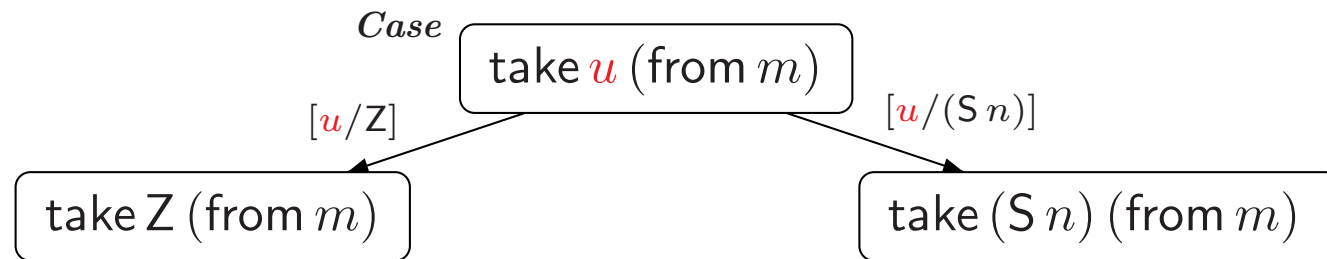 Case
take u (from m)
[u/Z]
[u/(S n)]
take Z (from m)
take (S n) (from m)